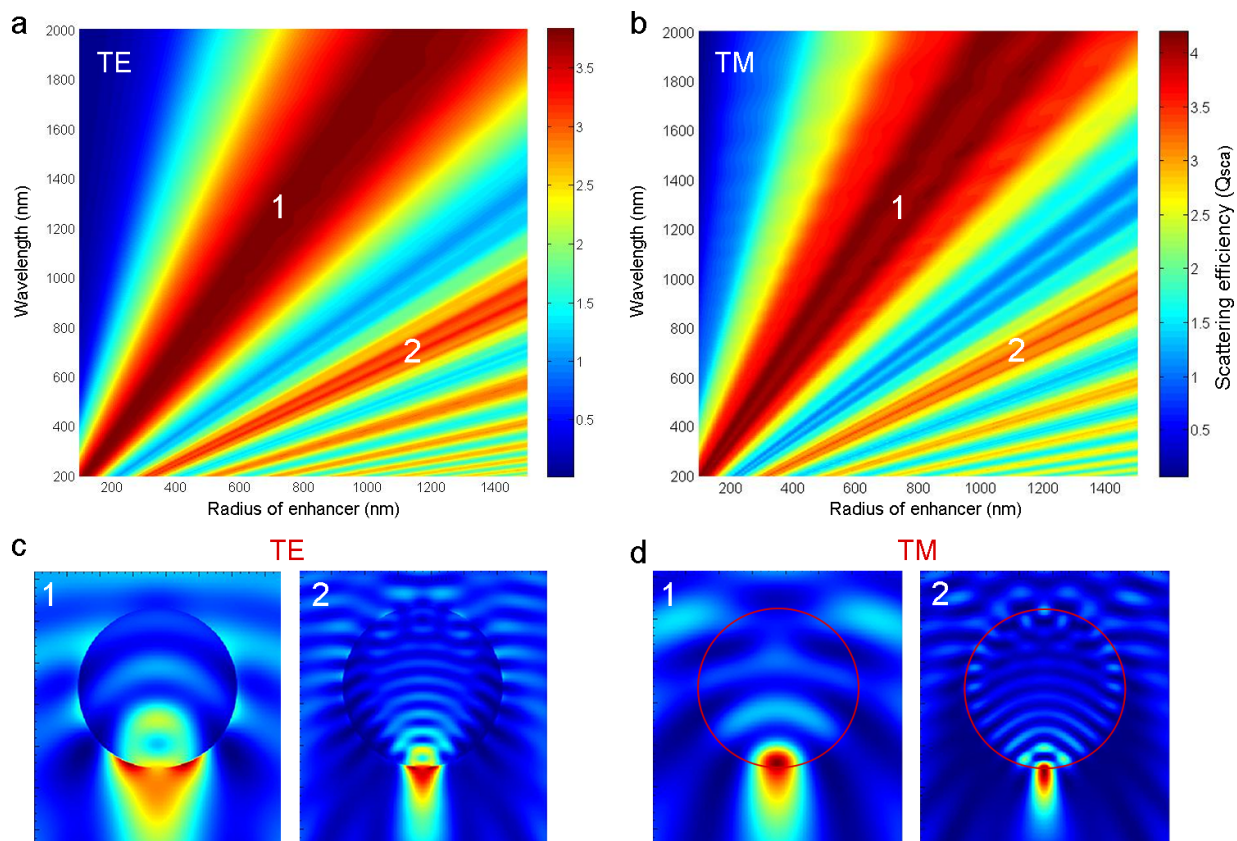 a
TE
1
2
2000
1800
1600
1400
1200
1000
800
600
400
200
Wavelength (nm)
200 400 600 800 1000 1200 1400
Radius of enhancer (nm)
3.5
3
2.5
2
1.5
1
0.5
b
TM
1
2
2000
1800
1600
1400
1200
1000
800
600
400
200
Wavelength (nm)
200 400 600 800 1000 1200 1400
Radius of enhancer (nm)
4
3.5
3
2.5
2
1.5
1
0.5
Scattering efficiency (Qsca)
c
TE
1
2
d
TM
1
2